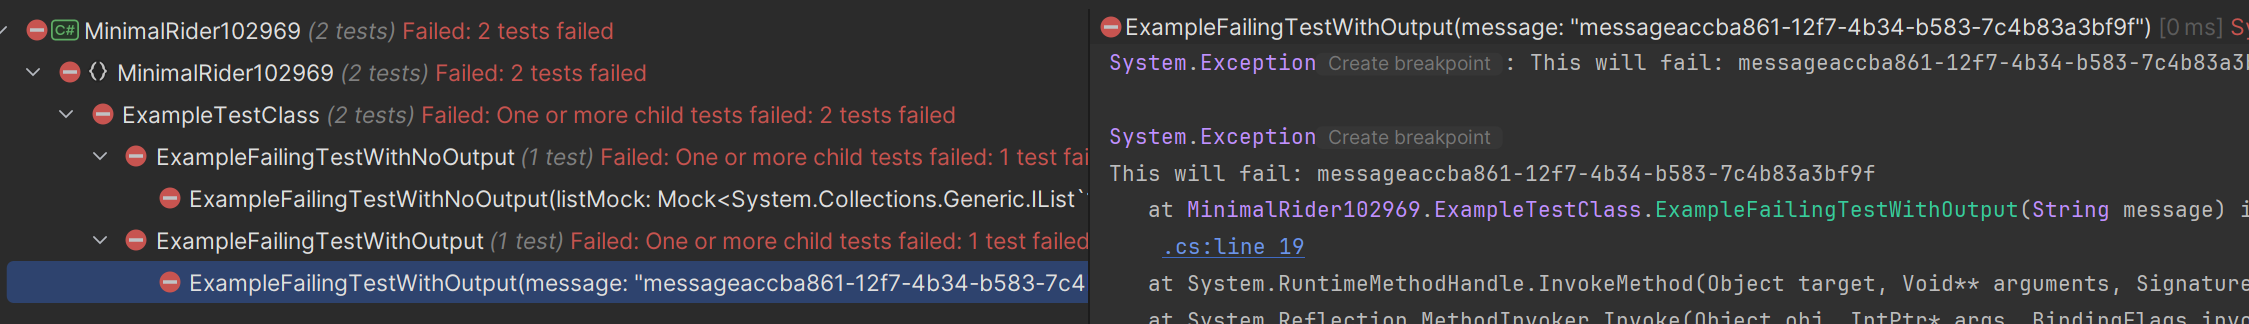 C# MinimalRider102969 (2 tests) Failed: 2 tests failed
{} MinimalRider102969 (2 tests) Failed: 2 tests failed
ExampleTestClass (2 tests) Failed: One or more child tests failed: 2 tests failed
ExampleFailingTestWithNoOutput (1 test) Failed: One or more child tests failed: 1 test fai
ExampleFailingTestWithNoOutput(listMock: Mock<System.Collections.Generic.IList`
ExampleFailingTestWithOutput (1 test) Failed: One or more child tests failed: 1 test failed
ExampleFailingTestWithOutput(message: "messageaccba861-12f7-4b34-b583-7c4
ExampleFailingTestWithOutput(message: "messageaccba861-12f7-4b34-b583-7c4b83a3bf9f") [0 ms] Sy
System.Exception Create breakpoint : This will fail: messageaccba861-12f7-4b34-b583-7c4b83a3b
System.Exception Create breakpoint
This will fail: messageaccba861-12f7-4b34-b583-7c4b83a3bf9f
at MinimalRider102969.ExampleTestClass.ExampleFailingTestWithOutput(String message) i
.cs:line 19
at System.RuntimeMethodHandle.InvokeMethod(Object target, Void** arguments, Signature
at System.Reflection.MethodInvoker.Invoke(Object obj, IntPtr* args, BindingFlags invo